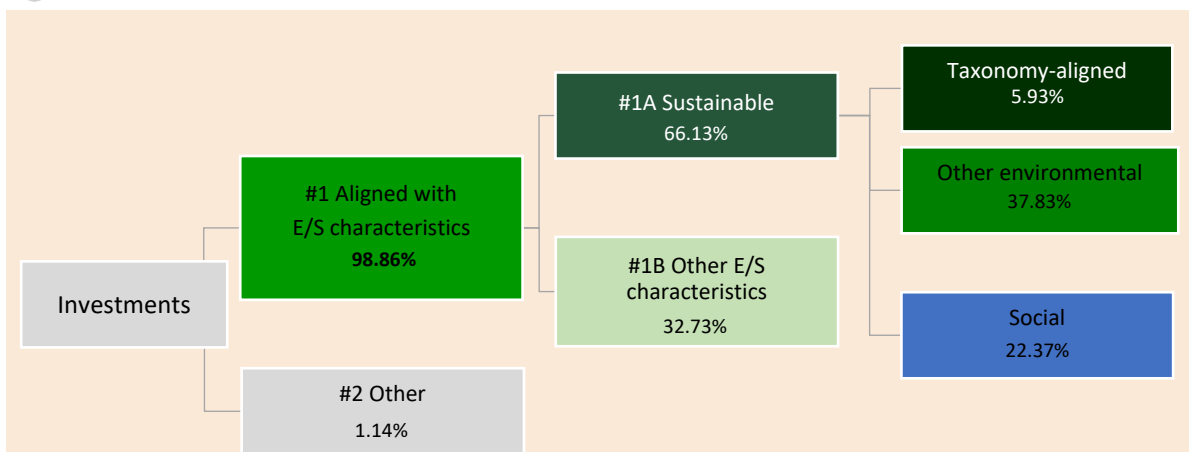 Investments
#1 Aligned with
E/S characteristics
98.86%
#2 Other
1.14%
#1A Sustainable
66.13%
#1B Other E/S
characteristics
32.73%
Taxonomy-aligned
5.93%
Other environmental
37.83%
Social
22.37%